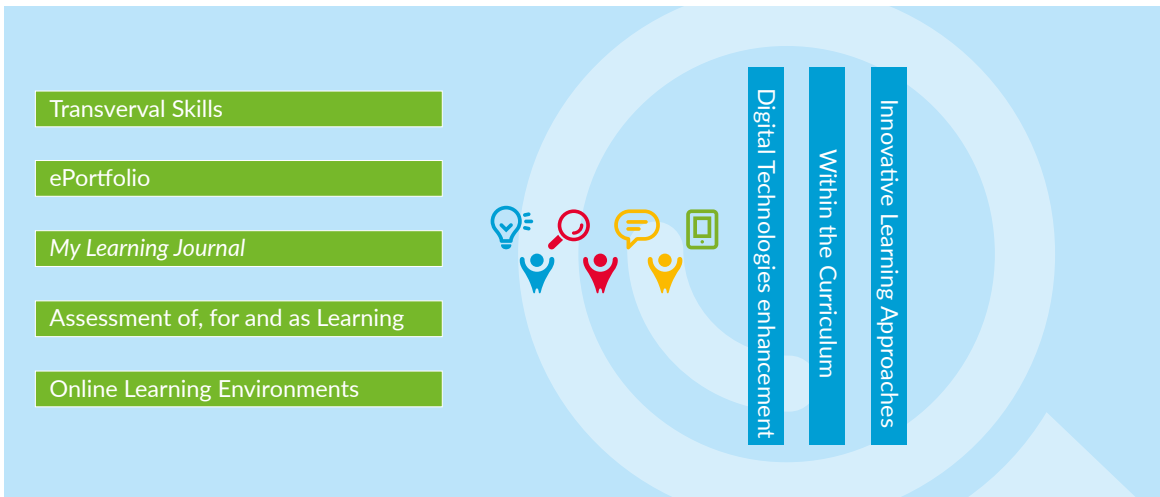 Transverval Skills
ePortfolio
My Learning Journal
Assessment of, for and as Learning
Online Learning Environments
Digital Technologies enhancement
Within the Curriculum
Innovative Learning Approaches